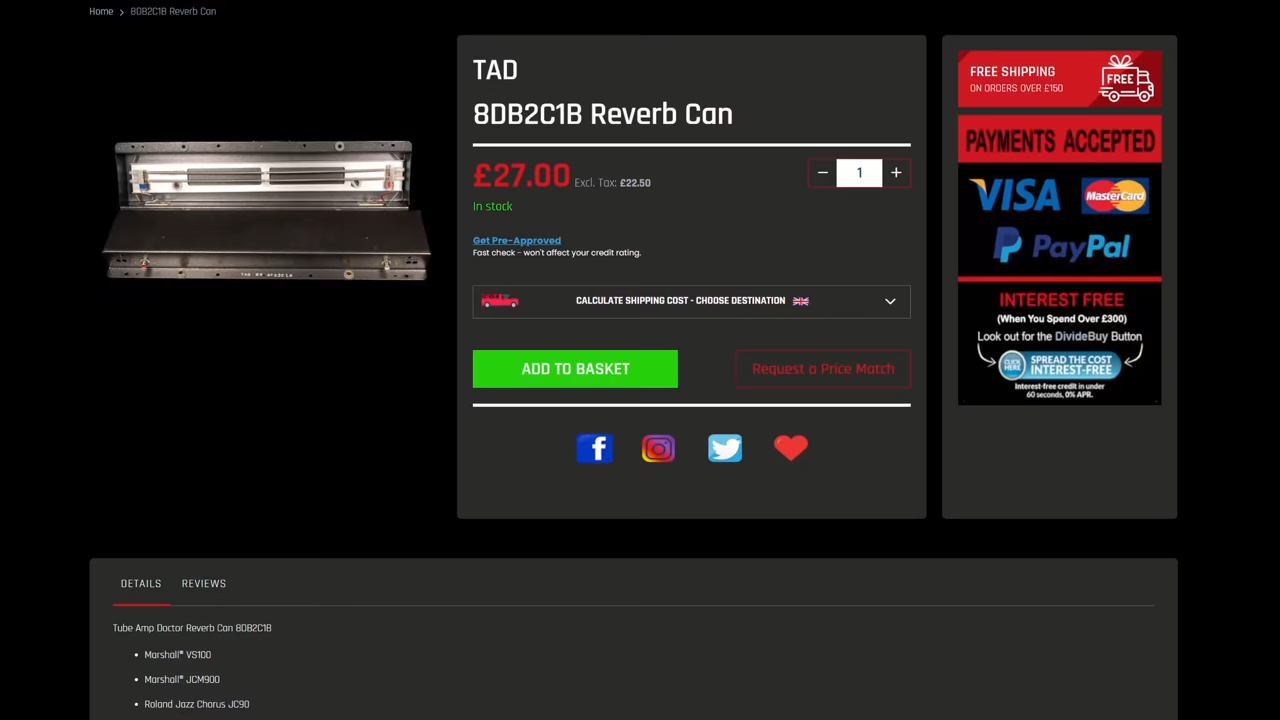 Home > 8DB2C1B Reverb Can
TAD
8DB2C1B Reverb Can
£27.00 Excl. Tax: £22.50
− 1 +
In stock
Get Pre-Approved
Fast check - won't affect your credit rating.
CALCULATE SHIPPING COST - CHOOSE DESTINATION
ADD TO BASKET
Request a Price Match
FREE SHIPPING
ON ORDERS OVER £150
FREE
PAYMENTS ACCEPTED
VISA
MasterCard
PayPal
INTEREST FREE
(When You Spend Over £300)
Look out for the DivideBuy Button
CLICK HERE
SPREAD THE COST
INTEREST-FREE
Interest-free credit in under
60 seconds, 0% APR.
DETAILS REVIEWS
Tube Amp Doctor Reverb Can 8DB2C1B
• Marshall® VS100
• Marshall® JCM900
• Roland Jazz Chorus JC90